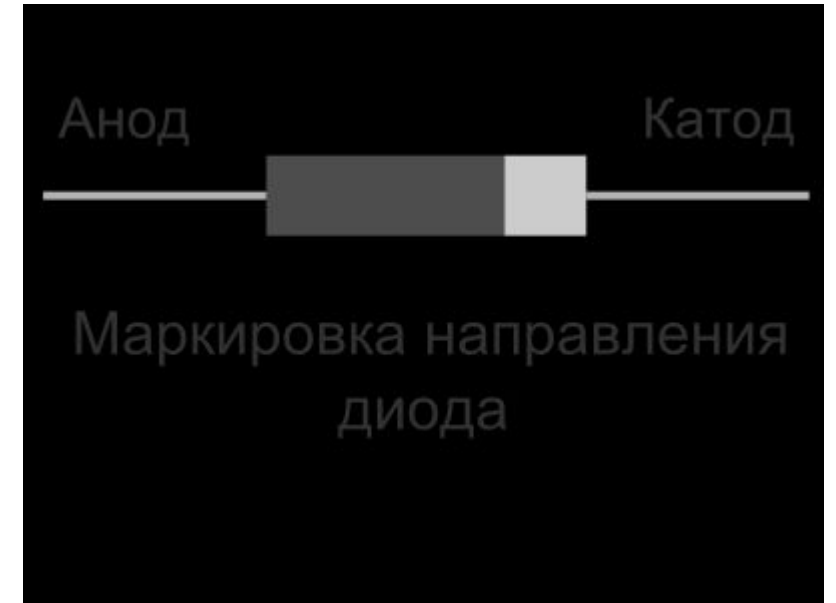 Анод Катод
Маркировка направления
диода